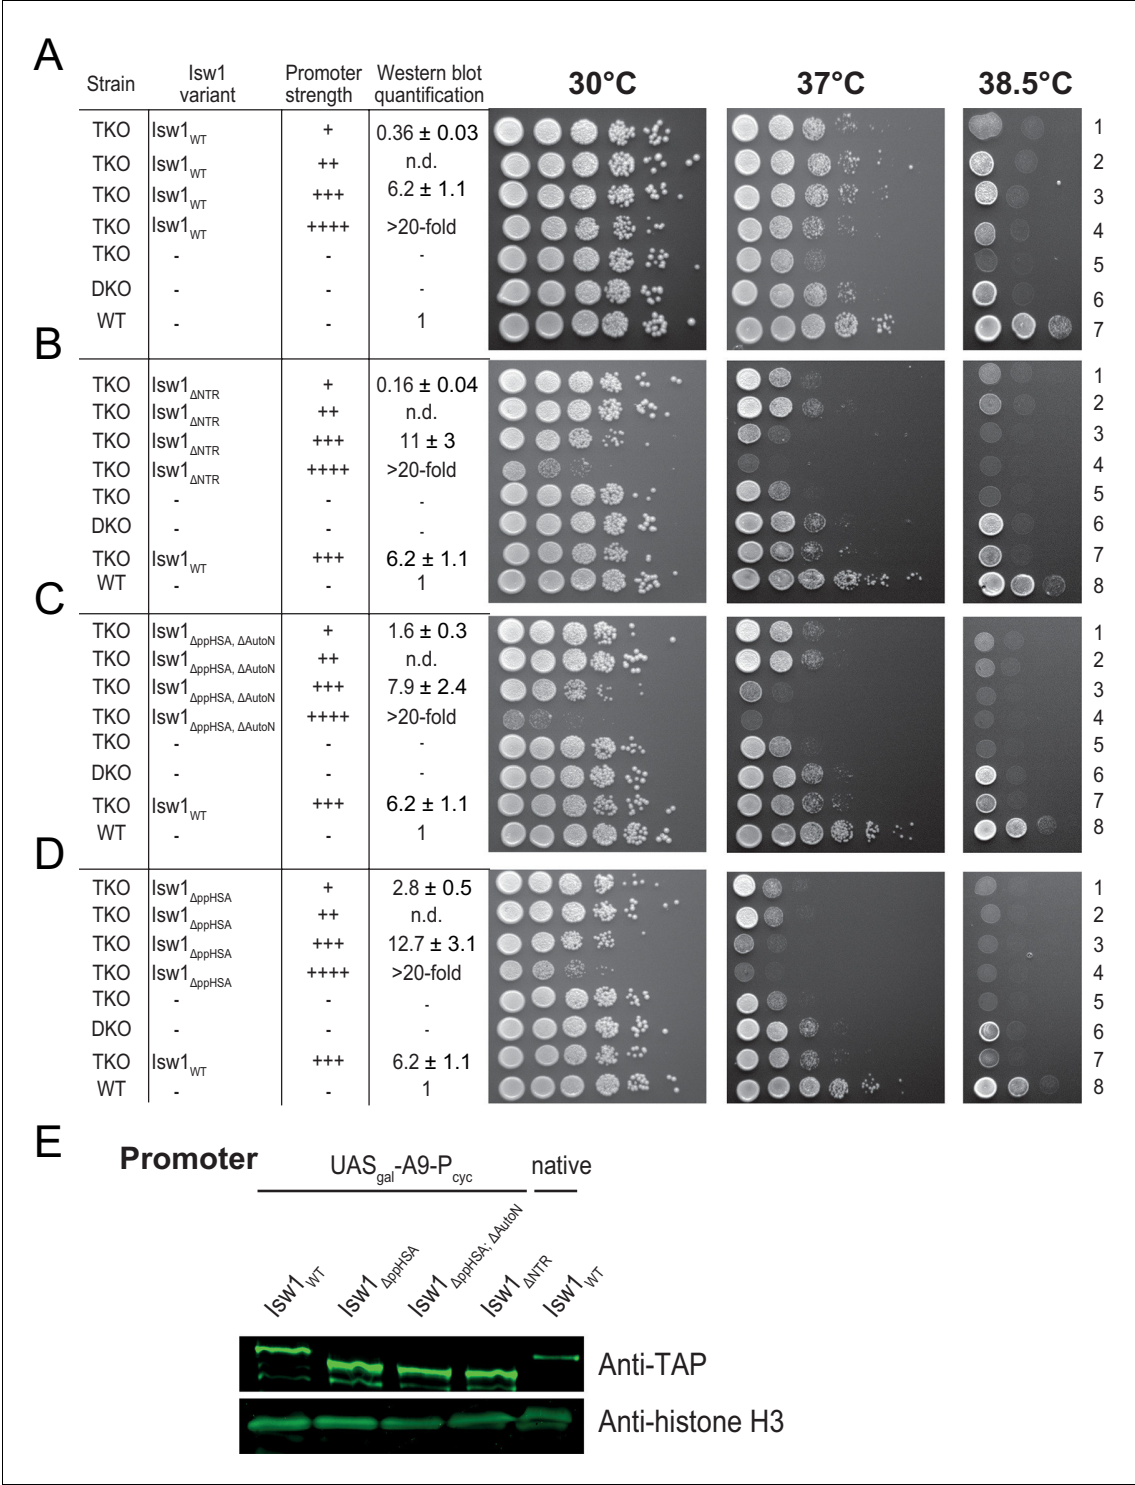 A
Strain Isw1 variant Promoter strength Western blot quantification 30°C 37°C 38.5°C
TKO Isw1WT + 0.36 ± 0.03 1
TKO Isw1WT ++ n.d. 2
TKO Isw1WT +++ 6.2 ± 1.1 3
TKO Isw1WT ++++ >20-fold 4
TKO - - - 5
DKO - - - 6
WT - - 1 7
B
TKO Isw1ΔNTR + 0.16 ± 0.04 1
TKO Isw1ΔNTR ++ n.d. 2
TKO Isw1ΔNTR +++ 11 ± 3 3
TKO Isw1ΔNTR ++++ >20-fold 4
TKO - - - 5
DKO - - - 6
TKO Isw1WT +++ 6.2 ± 1.1 7
WT - - 1 8
C
TKO Isw1ΔppHSA, ΔAutoN + 1.6 ± 0.3 1
TKO Isw1ΔppHSA, ΔAutoN ++ n.d. 2
TKO Isw1ΔppHSA, ΔAutoN +++ 7.9 ± 2.4 3
TKO Isw1ΔppHSA, ΔAutoN ++++ >20-fold 4
TKO - - - 5
DKO - - - 6
TKO Isw1WT +++ 6.2 ± 1.1 7
WT - - 1 8
D
TKO Isw1ΔppHSA + 2.8 ± 0.5 1
TKO Isw1ΔppHSA ++ n.d. 2
TKO Isw1ΔppHSA +++ 12.7 ± 3.1 3
TKO Isw1ΔppHSA ++++ >20-fold 4
TKO - - - 5
DKO - - - 6
TKO Isw1WT +++ 6.2 ± 1.1 7
WT - - 1 8
E
Promoter UASgal-A9-Pcyc native
Isw1WT Isw1ΔppHSA Isw1ΔppHSA; ΔAutoN Isw1ΔNTR Isw1WT
Anti-TAP
Anti-histone H3